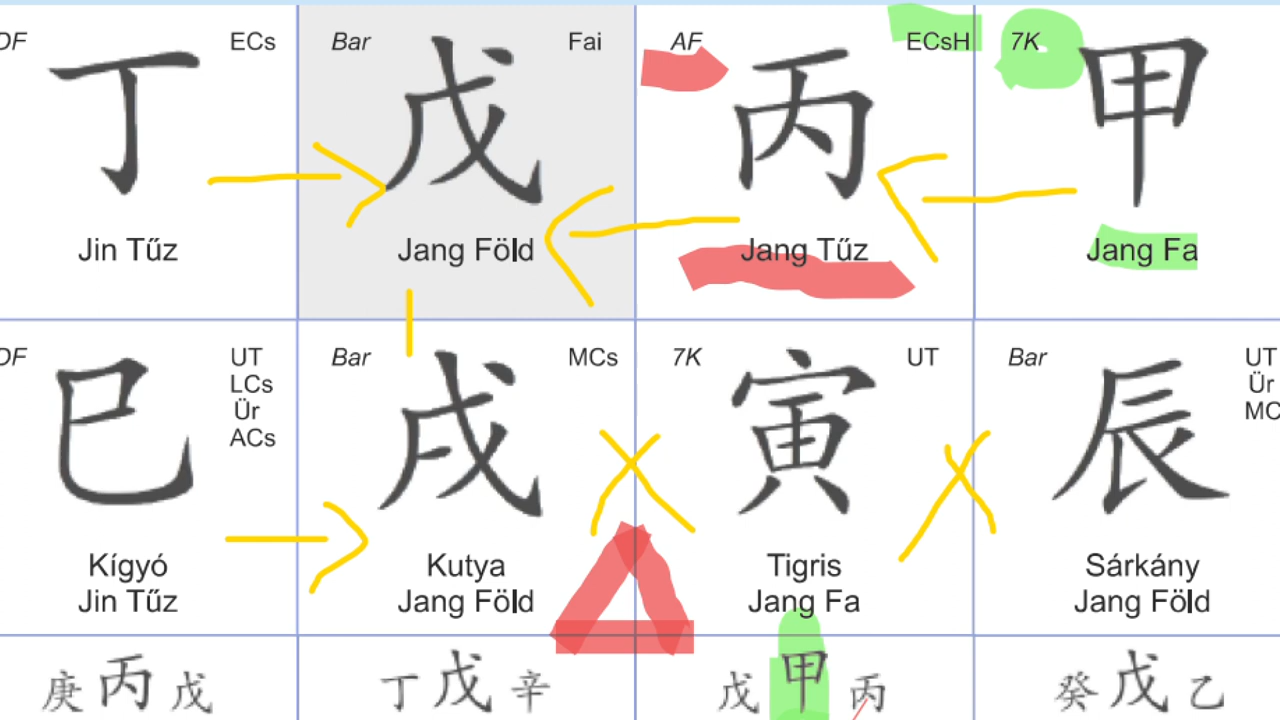 DF ECs Bar Fai AF ECsH 7K
丁 戊 丙 甲
Jin Tűz Jang Föld Jang Tűz Jang Fa
DF UT Bar MCs 7K UT Bar UT
LCs Ür
Ür MC
ACs
巳 戌 寅 辰
Kígyó Kutya Tigris Sárkány
Jin Tűz Jang Föld Jang Fa Jang Föld
庚 丙 戊 丁 戊 辛 戊 甲 丙 癸 戊 乙